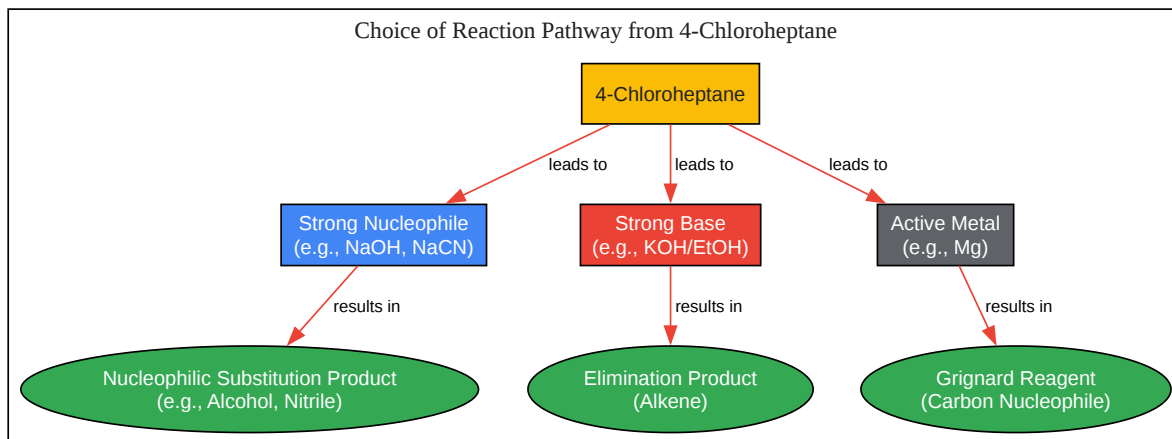 Choice of Reaction Pathway from 4-Chloroheptane
4-Chloroheptane
leads to
leads to
leads to
Strong Nucleophile
(e.g., NaOH, NaCN)
Strong Base
(e.g., KOH/EtOH)
Active Metal
(e.g., Mg)
results in
results in
results in
Nucleophilic Substitution Product
(e.g., Alcohol, Nitrile)
Elimination Product
(Alkene)
Grignard Reagent
(Carbon Nucleophile)